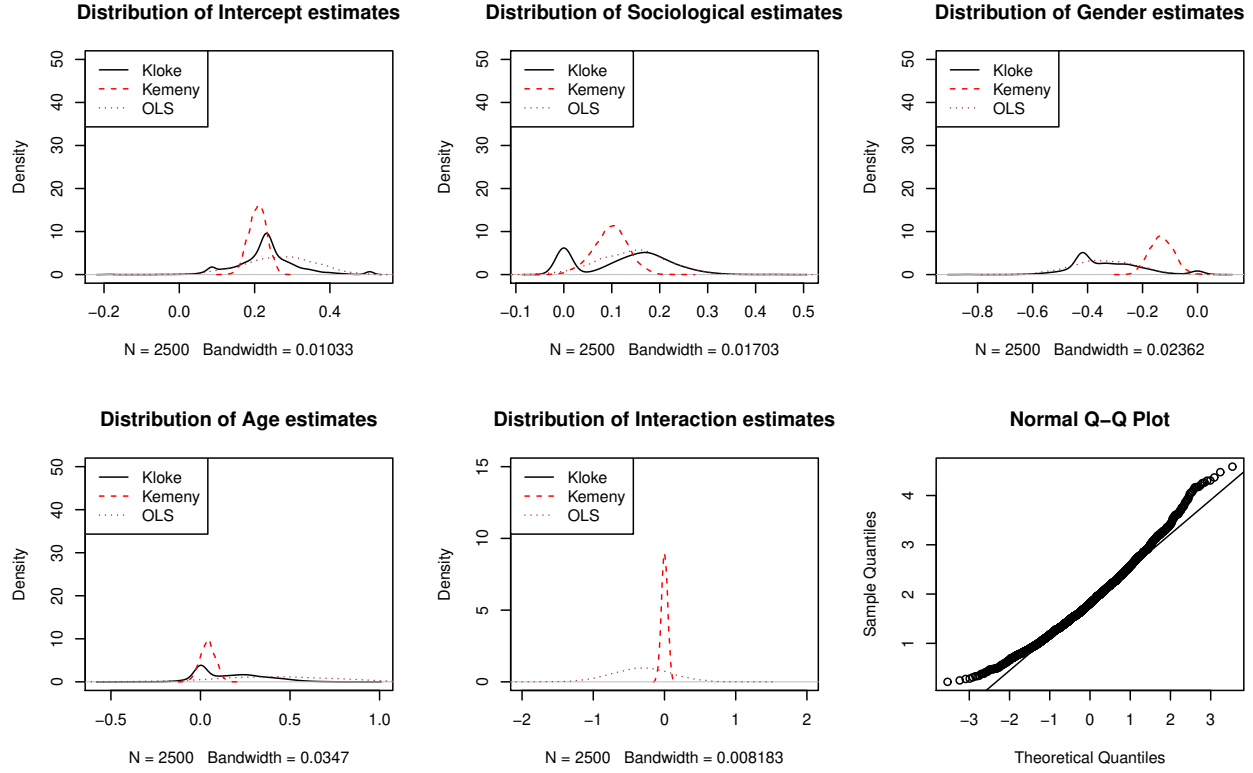 Distribution of Intercept estimates
Density
50
40
30
20
10
0
Kloke
Kemeny
OLS
−0.2 0.0 0.2 0.4
N = 2500 Bandwidth = 0.01033
Distribution of Sociological estimates
Density
50
40
30
20
10
0
Kloke
Kemeny
OLS
−0.1 0.0 0.1 0.2 0.3 0.4 0.5
N = 2500 Bandwidth = 0.01703
Distribution of Gender estimates
Density
50
40
30
20
10
0
Kloke
Kemeny
OLS
−0.8 −0.6 −0.4 −0.2 0.0
N = 2500 Bandwidth = 0.02362
Distribution of Age estimates
Density
50
40
30
20
10
0
Kloke
Kemeny
OLS
−0.5 0.0 0.5 1.0
N = 2500 Bandwidth = 0.0347
Distribution of Interaction estimates
Density
15
10
5
0
Kloke
Kemeny
OLS
−2 −1 0 1 2
N = 2500 Bandwidth = 0.008183
Normal Q−Q Plot
Sample Quantiles
4
3
2
1
−3 −2 −1 0 1 2 3
Theoretical Quantiles